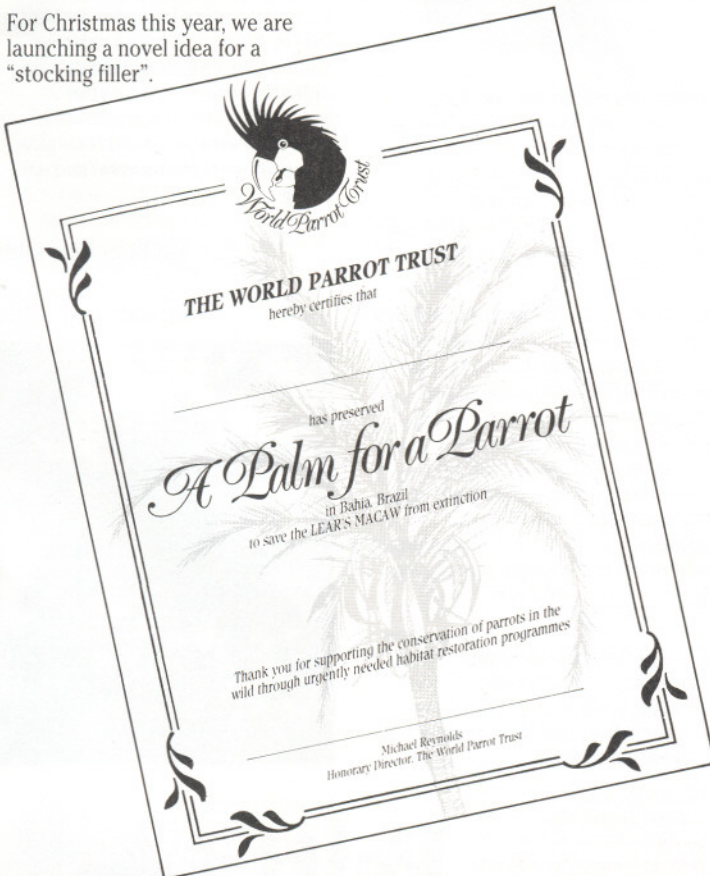 For Christmas this year, we are
launching a novel idea for a
"stocking filler".
World Parrot Trust
THE WORLD PARROT TRUST
hereby certifies that
has preserved
A Palm for a Parrot
in Bahia, Brazil
to save the LEAR'S MACAW from extinction
Thank you for supporting the conservation of parrots in the
wild through urgently needed habitat restoration programmes
Michael Reynolds
Honorary Director, The World Parrot Trust